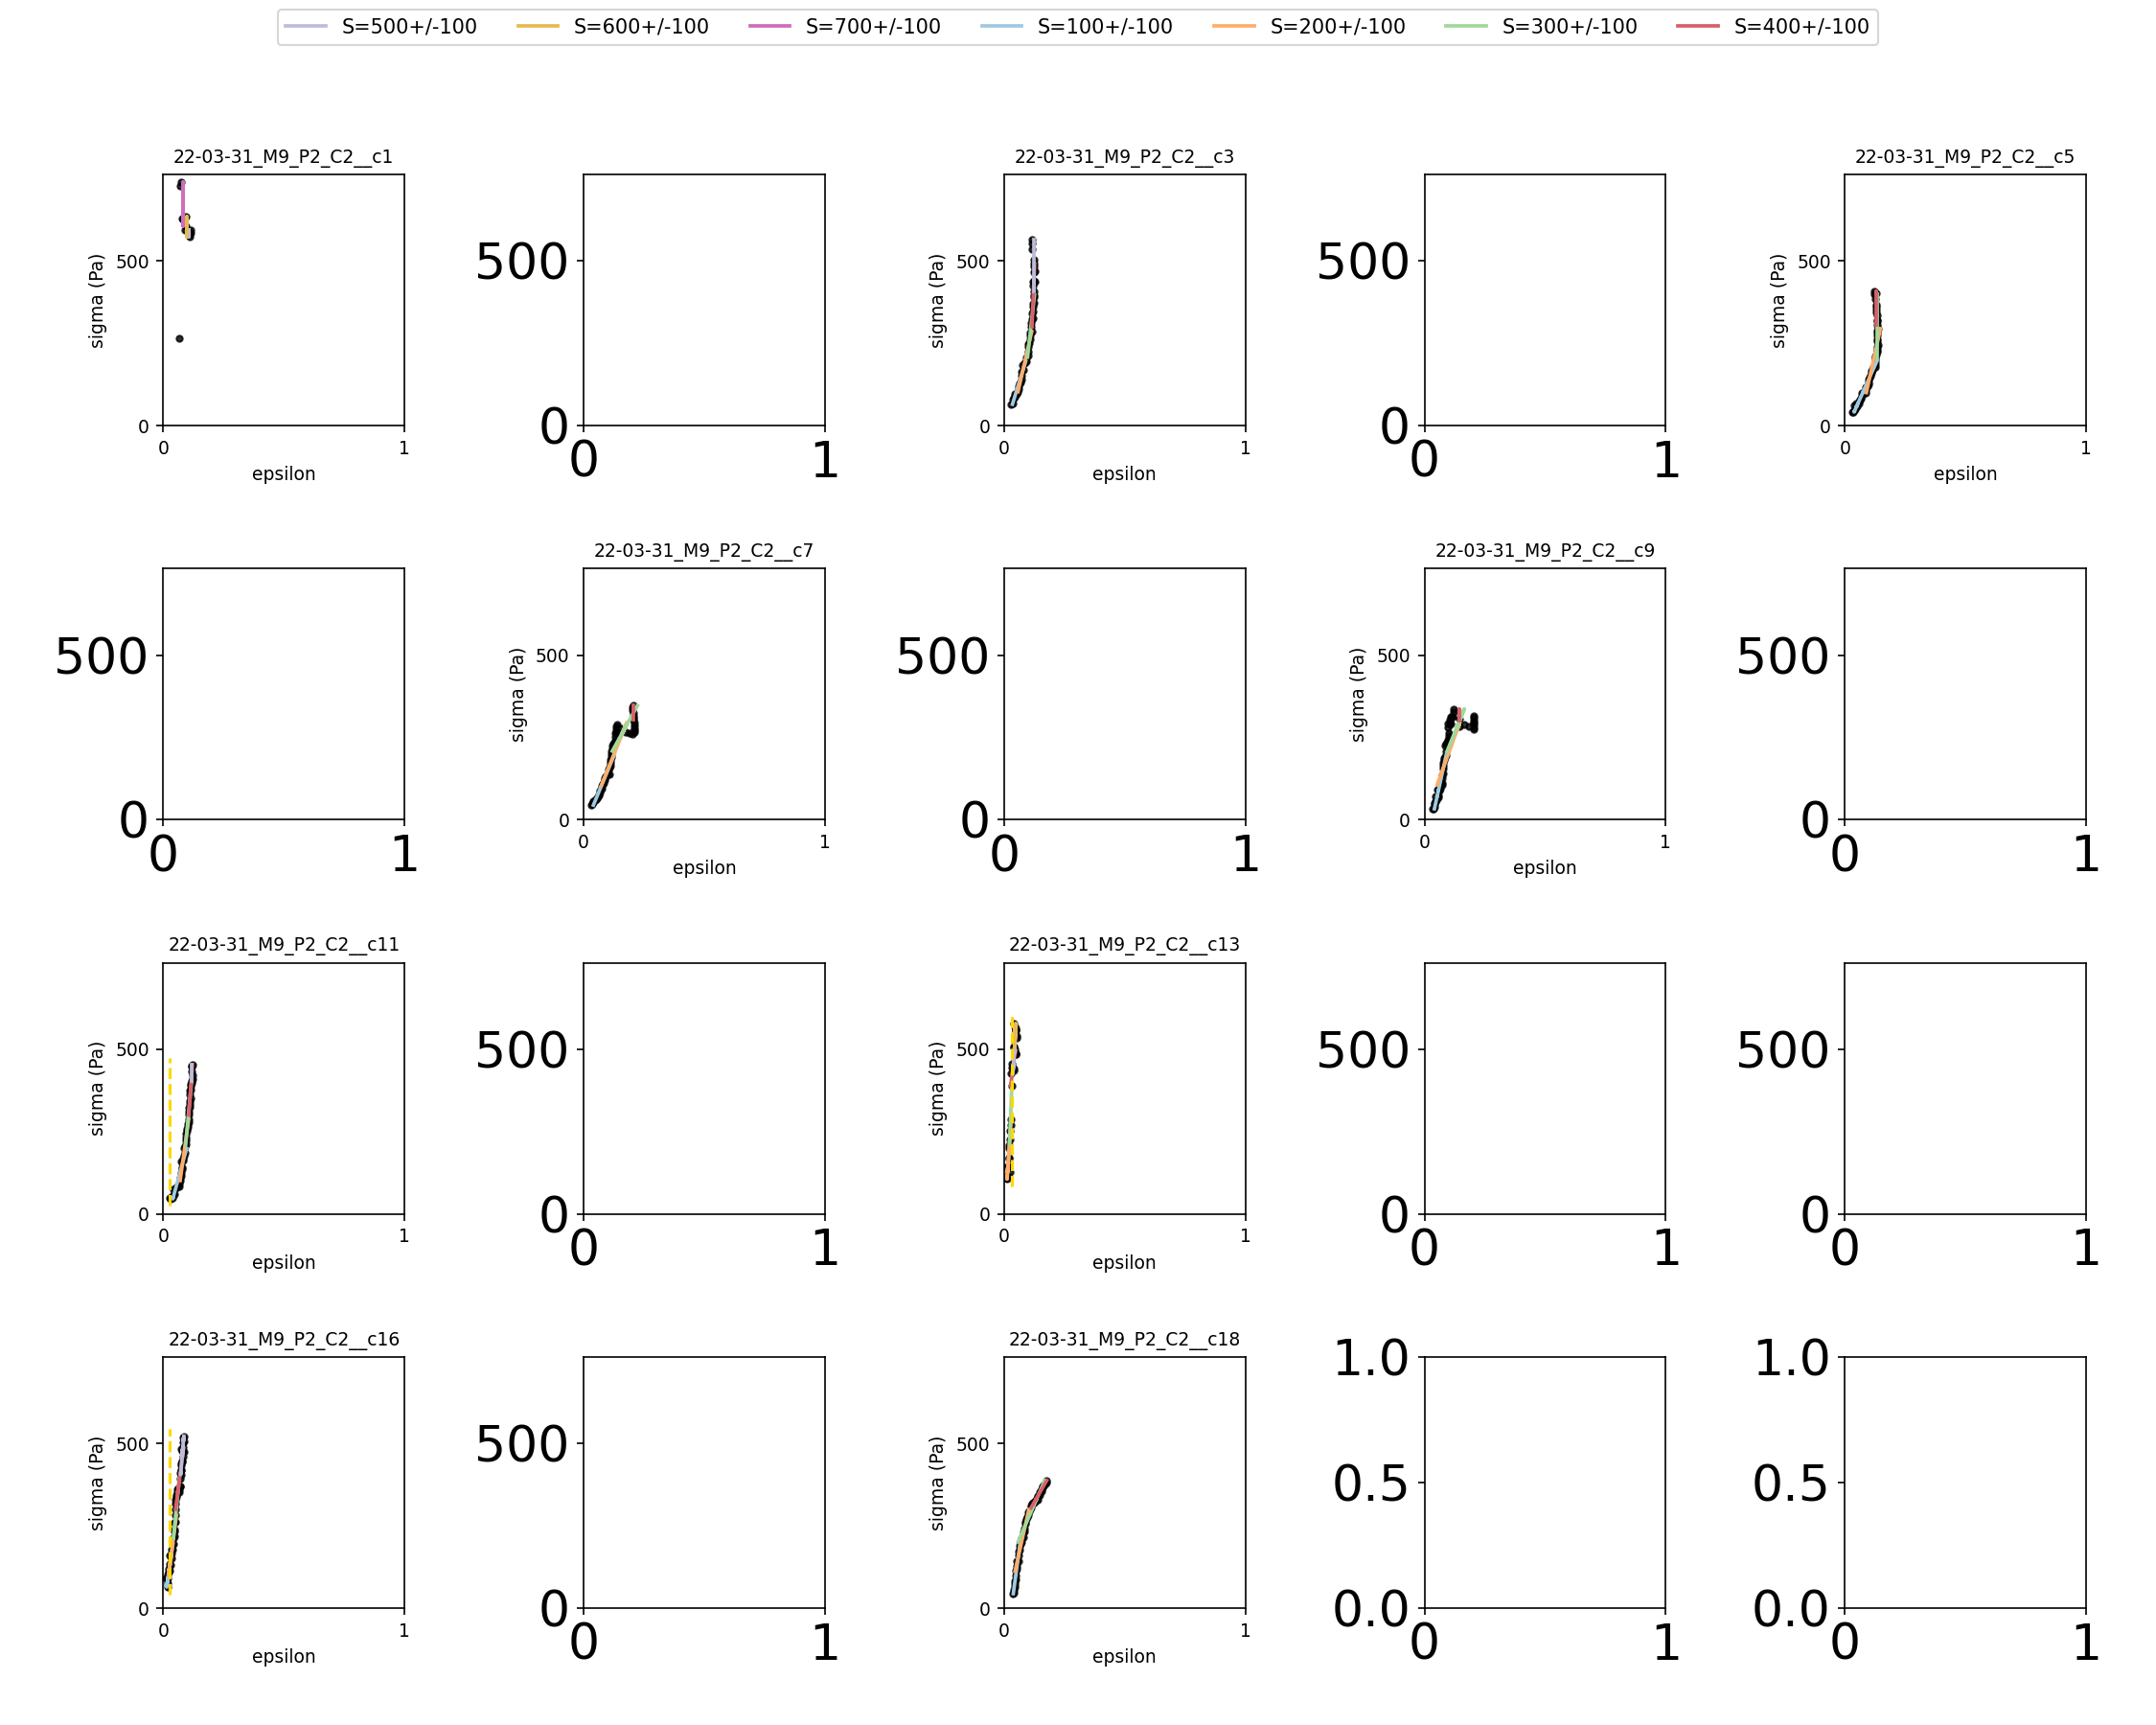 S=500+/-100 S=600+/-100 S=700+/-100 S=100+/-100 S=200+/-100 S=300+/-100 S=400+/-100
22-03-31_M9_P2_C2__c1
sigma (Pa)
500
0
0 1
epsilon
500
0
0 1
22-03-31_M9_P2_C2__c3
sigma (Pa)
500
0
0 1
epsilon
500
0
0 1
22-03-31_M9_P2_C2__c5
sigma (Pa)
500
0
0 1
epsilon
500
0
0 1
22-03-31_M9_P2_C2__c7
sigma (Pa)
500
0
0 1
epsilon
500
0
0 1
22-03-31_M9_P2_C2__c9
sigma (Pa)
500
0
0 1
epsilon
500
0
0 1
22-03-31_M9_P2_C2__c11
sigma (Pa)
500
0
0 1
epsilon
500
0
0 1
22-03-31_M9_P2_C2__c13
sigma (Pa)
500
0
0 1
epsilon
500
0
0 1
500
0
0 1
22-03-31_M9_P2_C2__c16
sigma (Pa)
500
0
0 1
epsilon
500
0
0 1
22-03-31_M9_P2_C2__c18
sigma (Pa)
500
0
0 1
epsilon
1.0
0.5
0.0
0 1
1.0
0.5
0.0
0 1